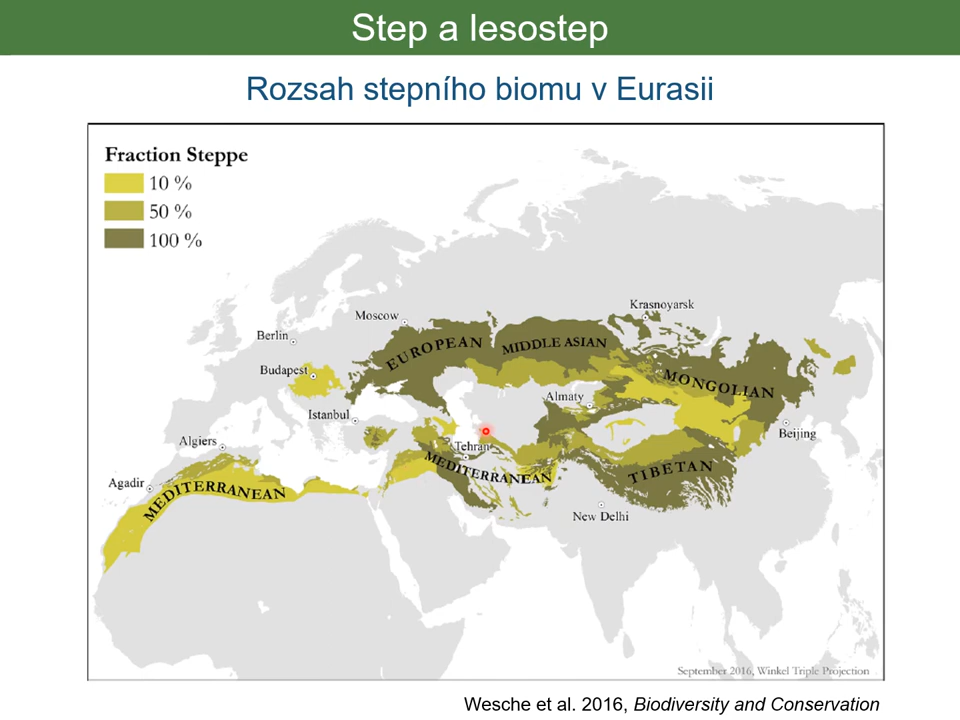 Step a lesostep
Rozsah stepního biomu v Eurasii
Fraction Steppe
10 %
50 %
100 %
Krasnoyarsk
Moscow
Berlin
EUROPEAN
MIDDLE ASIAN
Budapest
MONGOLIAN
Almaty
Istanbul
Beijing
Algiers
Tehran
MEDITERRANEAN
TIBETAN
Agadir
MEDITERRANEAN
New Delhi
September 2016, Winkel Triple Projection
Wesche et al. 2016, Biodiversity and Conservation